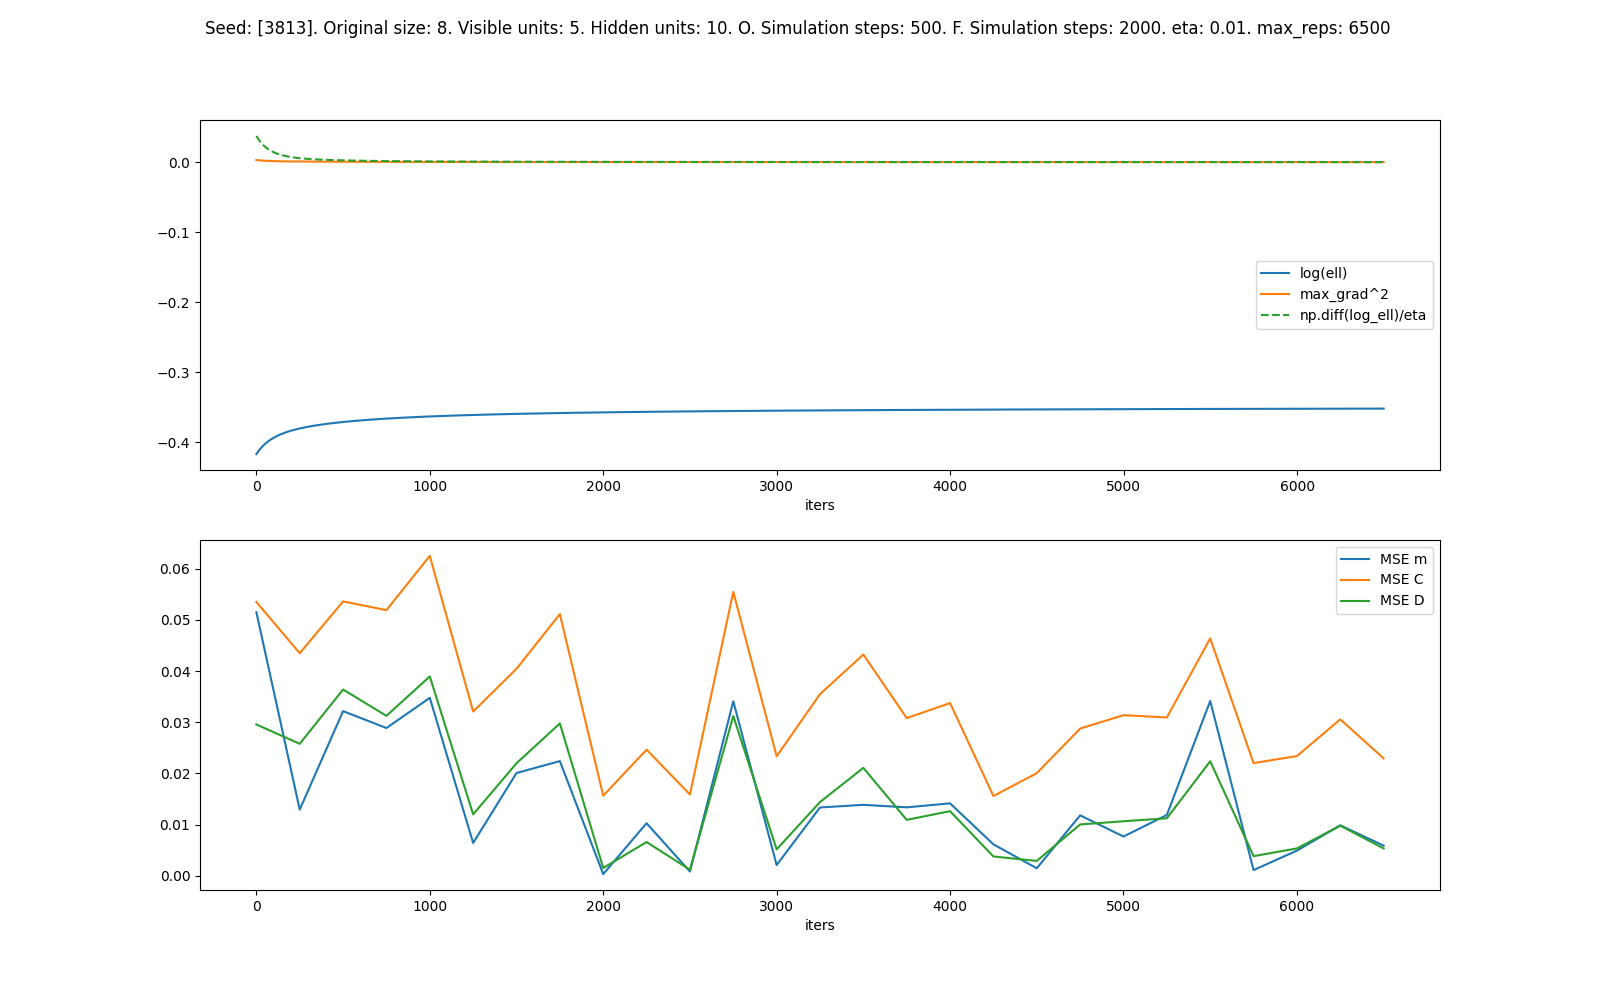 Seed: [3813]. Original size: 8. Visible units: 5. Hidden units: 10. O. Simulation steps: 500. F. Simulation steps: 2000. eta: 0.01. max_reps: 6500
0.0
−0.1
−0.2
−0.3
−0.4
log(ell)
max_grad^2
np.diff(log_ell)/eta
0 1000 2000 3000 4000 5000 6000
iters
0.06
0.05
0.04
0.03
0.02
0.01
0.00
MSE m
MSE C
MSE D
0 1000 2000 3000 4000 5000 6000
iters